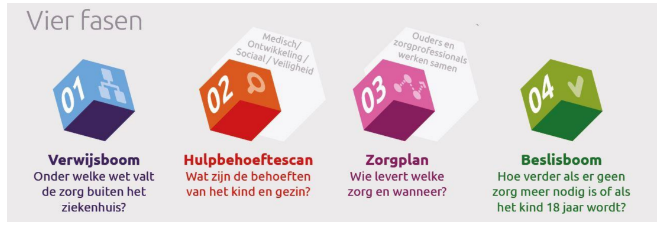 Vier fasen
01
Verwijsboom
Onder welke wet valt
de zorg buiten het
ziekenhuis?
Medisch/
Ontwikkeling/
Sociaal/Veiligheid
02
Hulpbehoeftescan
Wat zijn de behoeften
van het kind en gezin?
Ouders en
zorgprofessionals
werken samen
03
Zorgplan
Wie levert welke
zorg en wanneer?
04
Beslisboom
Hoe verder als er geen
zorg meer nodig is of als
het kind 18 jaar wordt?